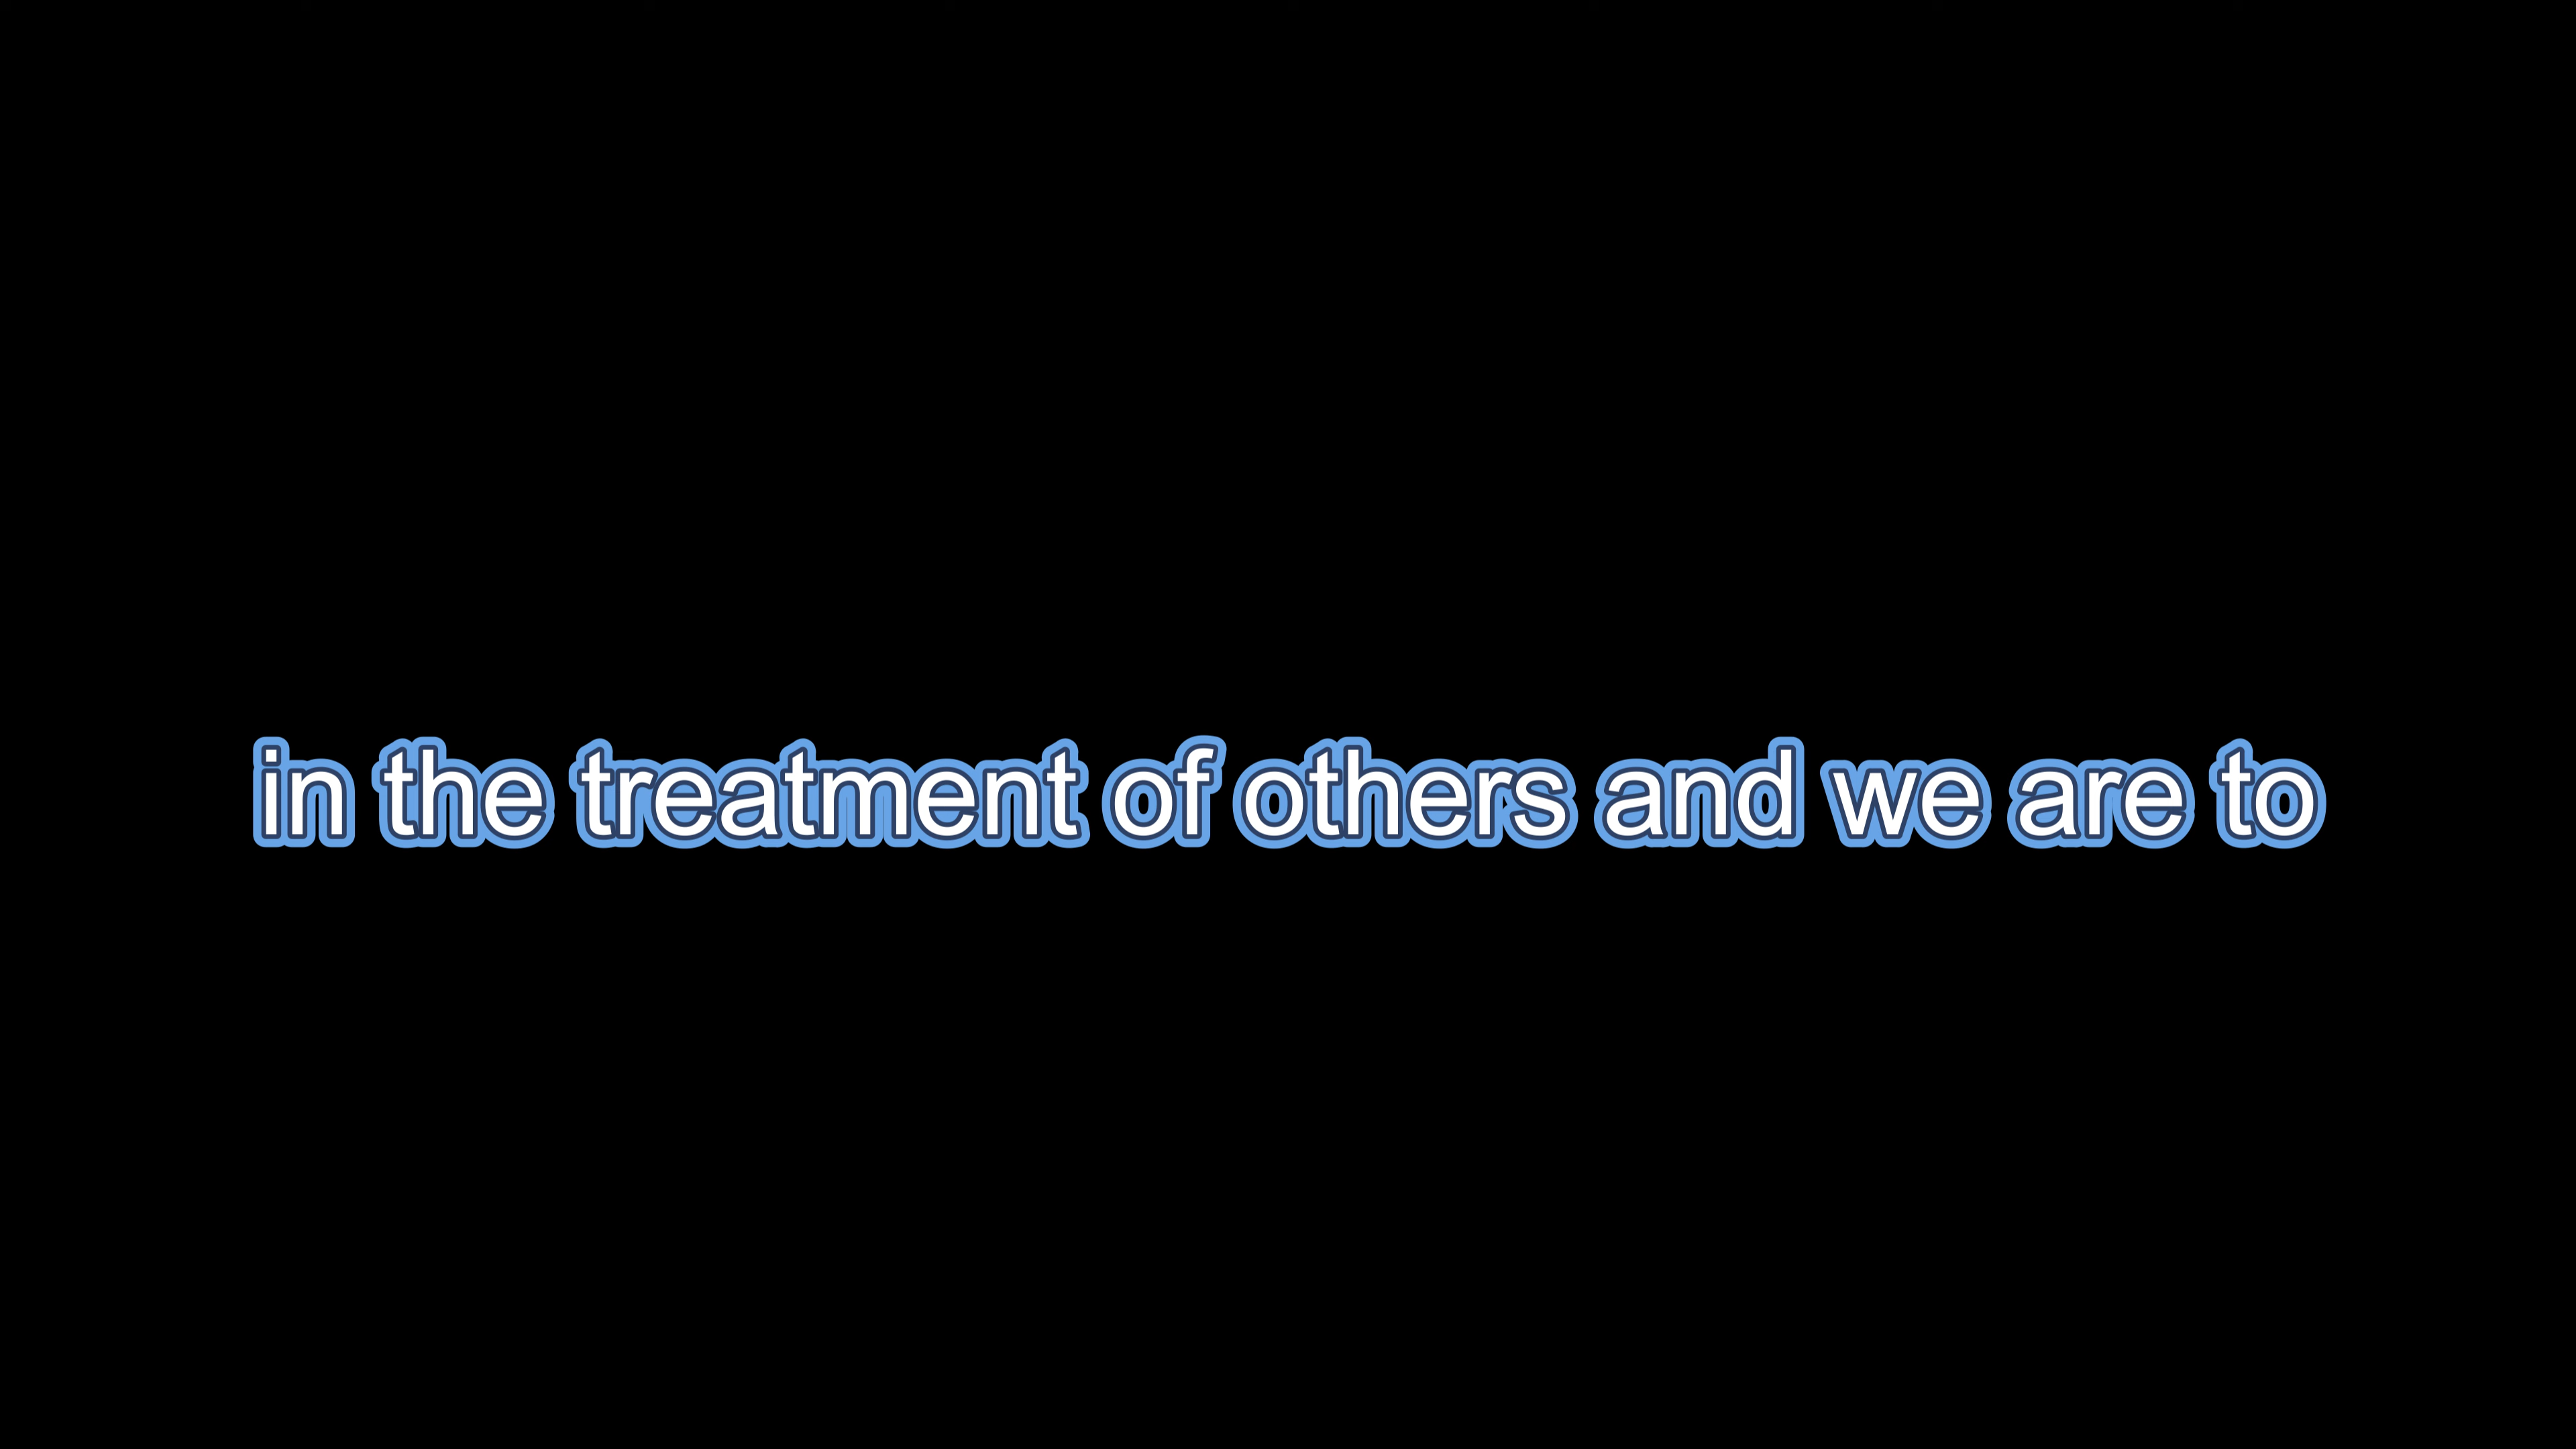 in the treatment of others and we are to